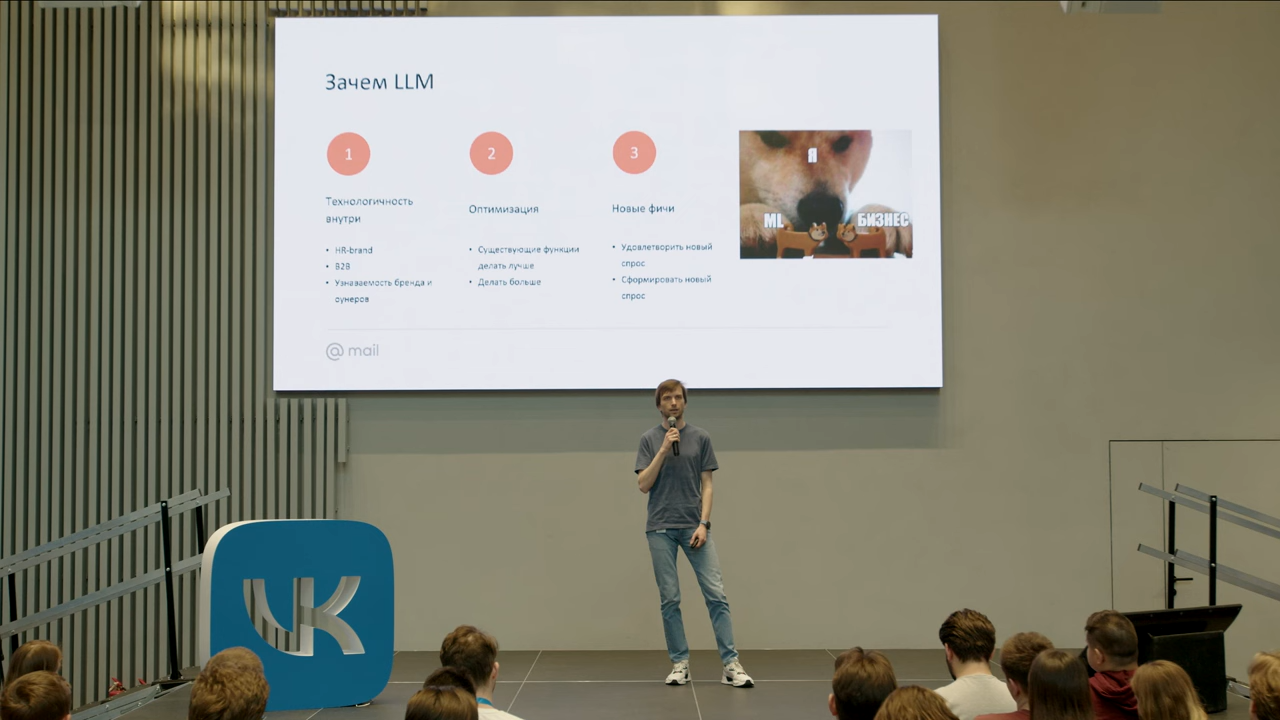 Зачем LLM
1
Технологичность
внутри
• HR-brand
• B2B
• Узнаваемость бренда и
оунеров
2
Оптимизация
• Существующие функции
делать лучше
• Делать больше
3
Новые фичи
• Удовлетворить новый
спрос
• Сформировать новый
спрос
Я
ML
БИЗНЕС
@ mail
VK